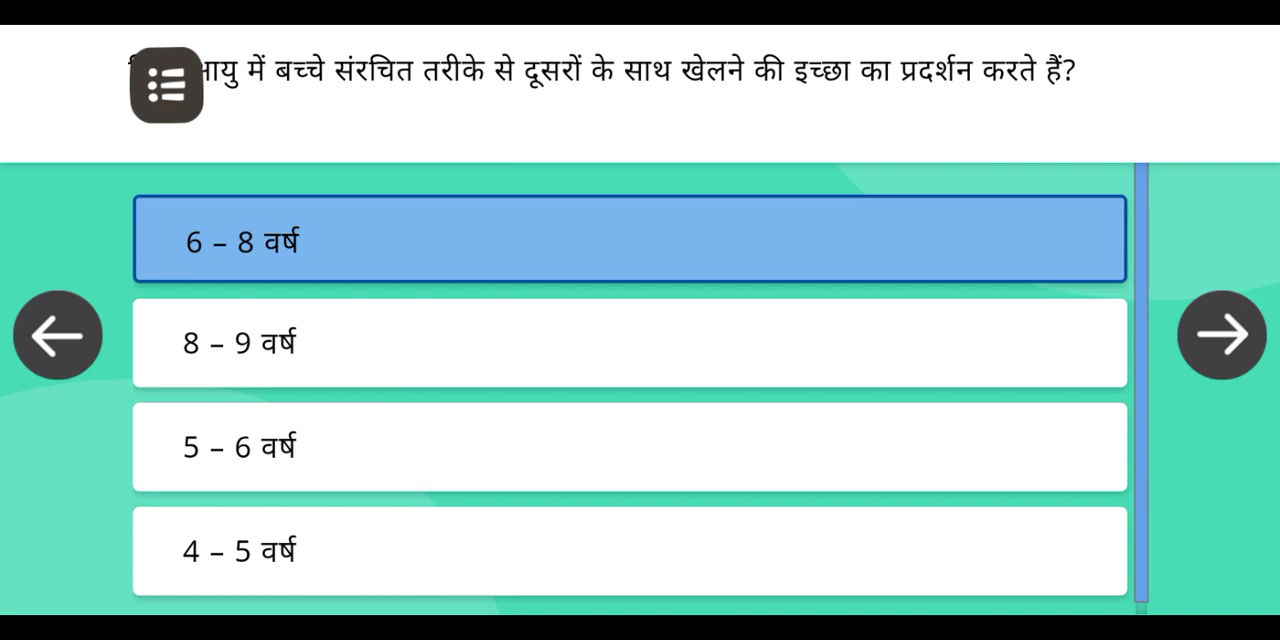 में बच्चे संरचित तरीके से दूसरों के साथ खेलने की इच्छा का प्रदर्शन करते हैं?
6 – 8 वर्ष
8 – 9 वर्ष
5 – 6 वर्ष
4 – 5 वर्ष